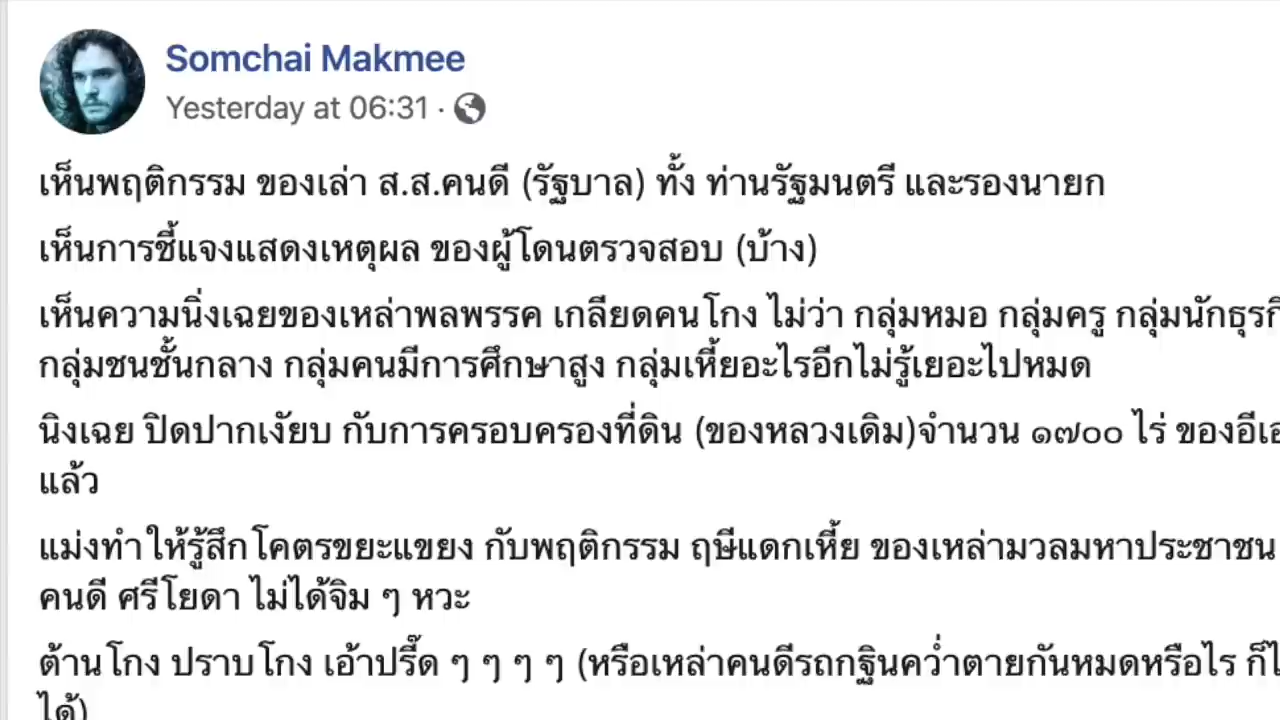 Somchai Makmee
Yesterday at 06:31 ·
เห็นพฤติกรรม ของเล่า ส.ส.คนดี (รัฐบาล) ทั้ง ท่านรัฐมนตรี และรองนายก
เห็นการชี้แจงแสดงเหตุผล ของผู้โดนตรวจสอบ (บ้าง)
เห็นความนิ่งเฉยของเหล่าพลพรรค เกลียดคนโกง ไม่ว่า กลุ่มหมอ กลุ่มครู กลุ่มนักธุรกิ
กลุ่มชนชั้นกลาง กลุ่มคนมีการศึกษาสูง กลุ่มเหี้ยอะไรอีกไม่รู้เยอะไปหมด
นิงเฉย ปิดปากเงัยบ กับการครอบครองที่ดิน (ของหลวงเดิม)จำนวน ๑๗๐๐ ไร่ ของอีเอ
แล้ว
แม่งทำให้รู้สึกโคตรขยะแขยง กับพฤติกรรม ฤษีแดกเหี้ย ของเหล่ามวลมหาประชาชน
คนดี ศรีโยดา ไม่ได้จิม ๆ หวะ
ต้านโกง ปราบโกง เอ้าปรี๊ด ๆ ๆ ๆ ๆ (หรือเหล่าคนดีรถกฐินคว่ำตายกันหมดหรือไร ก็ไ
ได้)